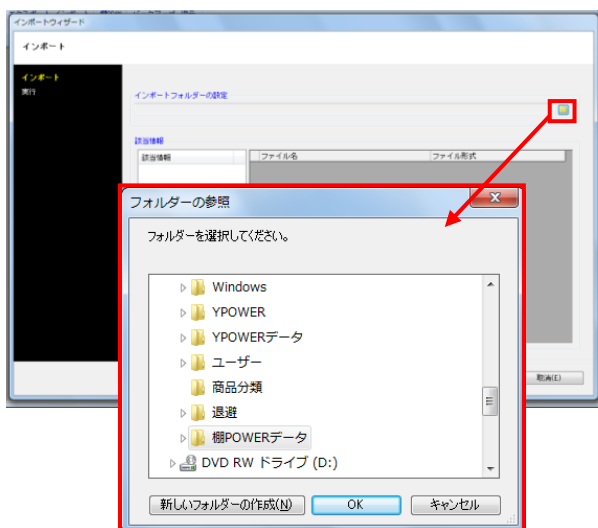 インポートウィザード
インポート
インポート
実行
インポートフォルダーの設定
該当情報
該当情報 ファイル名 ファイル形式
フォルダーの参照
フォルダーを選択してください。
Windows
YPOWER
YPOWERデータ
ユーザー
商品分類
退避
棚POWERデータ
DVD RW ドライブ (D:)
取消(E)
新しいフォルダーの作成(N) OK キャンセル